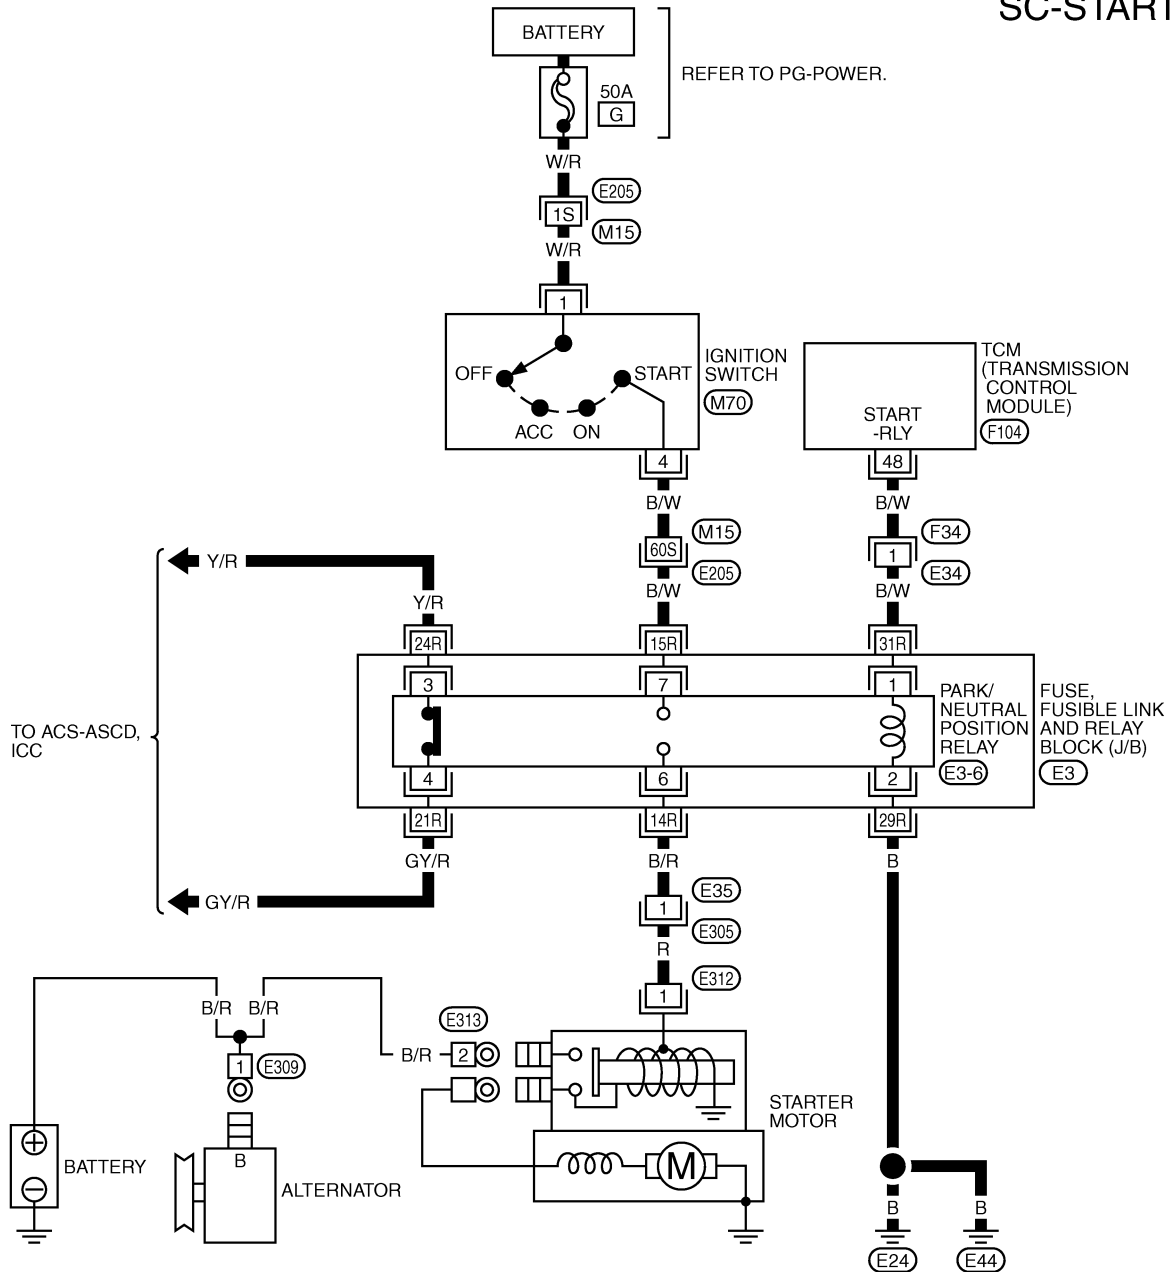 SC-START
BATTERY
REFER TO PG-POWER.
50A
G
W/R
E205
1S
M15
W/R
1
OFF
START
ACC ON
IGNITION
SWITCH
M70
TCM
(TRANSMISSION
CONTROL
MODULE)
F104
START
-RLY
4
48
B/W
B/W
M15
60S
E205
F34
1
E34
Y/R
Y/R
B/W
B/W
24R
15R
31R
3
7
1
PARK/
NEUTRAL
POSITION
RELAY
E3-6
FUSE,
FUSIBLE LINK
AND RELAY
BLOCK (J/B)
E3
TO ACS-ASCD,
ICC
4
6
2
21R
14R
29R
GY/R
B/R
B
GY/R
E35
1
E305
R
E312
1
B/R B/R
E313
B/R
2
1
E309
STARTER
MOTOR
M
B
BATTERY
ALTERNATOR
B
B
E24
E44